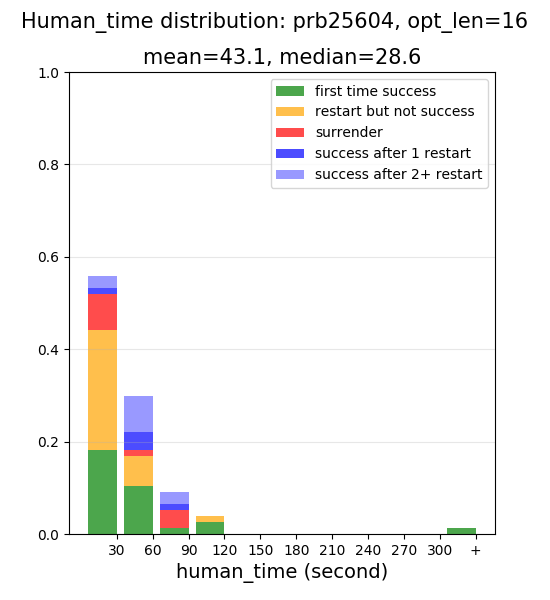 Human_time distribution: prb25604, opt_len=16
mean=43.1, median=28.6
first time success
restart but not success
surrender
success after 1 restart
success after 2+ restart
1.0
0.8
0.6
0.4
0.2
0.0
30 60 90 120 150 180 210 240 270 300 +
human_time (second)